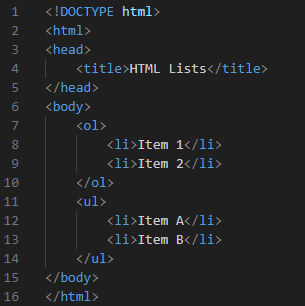 1 <!DOCTYPE html>
2 <html>
3 <head>
4     <title>HTML Lists</title>
5 </head>
6 <body>
7     <ol>
8         <li>Item 1</li>
9         <li>Item 2</li>
10     </ol>
11     <ul>
12         <li>Item A</li>
13         <li>Item B</li>
14     </ul>
15 </body>
16 </html>